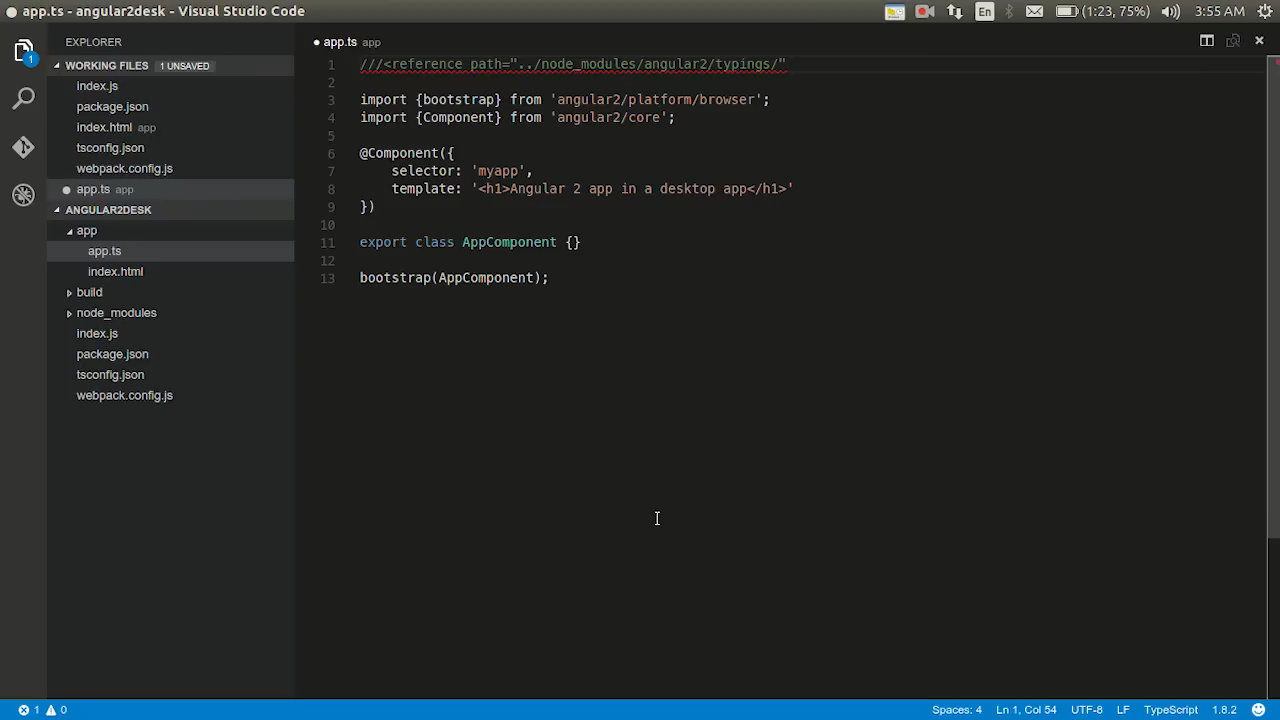 app.ts - angular2desk - Visual Studio Code
En
(1:23, 75%)
3:55 AM
EXPLORER
1
WORKING FILES 1 UNSAVED
index.js
package.json
index.html app
tsconfig.json
webpack.config.js
app.ts app
ANGULAR2DESK
app
app.ts
index.html
build
node_modules
index.js
package.json
tsconfig.json
webpack.config.js
app.ts app
1 ///<reference path="../node_modules/angular2/typings/"
2
3 import {bootstrap} from 'angular2/platform/browser';
4 import {Component} from 'angular2/core';
5
6 @Component({
7     selector: 'myapp',
8     template: '<h1>Angular 2 app in a desktop app</h1>'
9 })
10
11 export class AppComponent {}
12
13 bootstrap(AppComponent);
1 0
Spaces: 4 Ln 1, Col 54 UTF-8 LF TypeScript 1.8.2